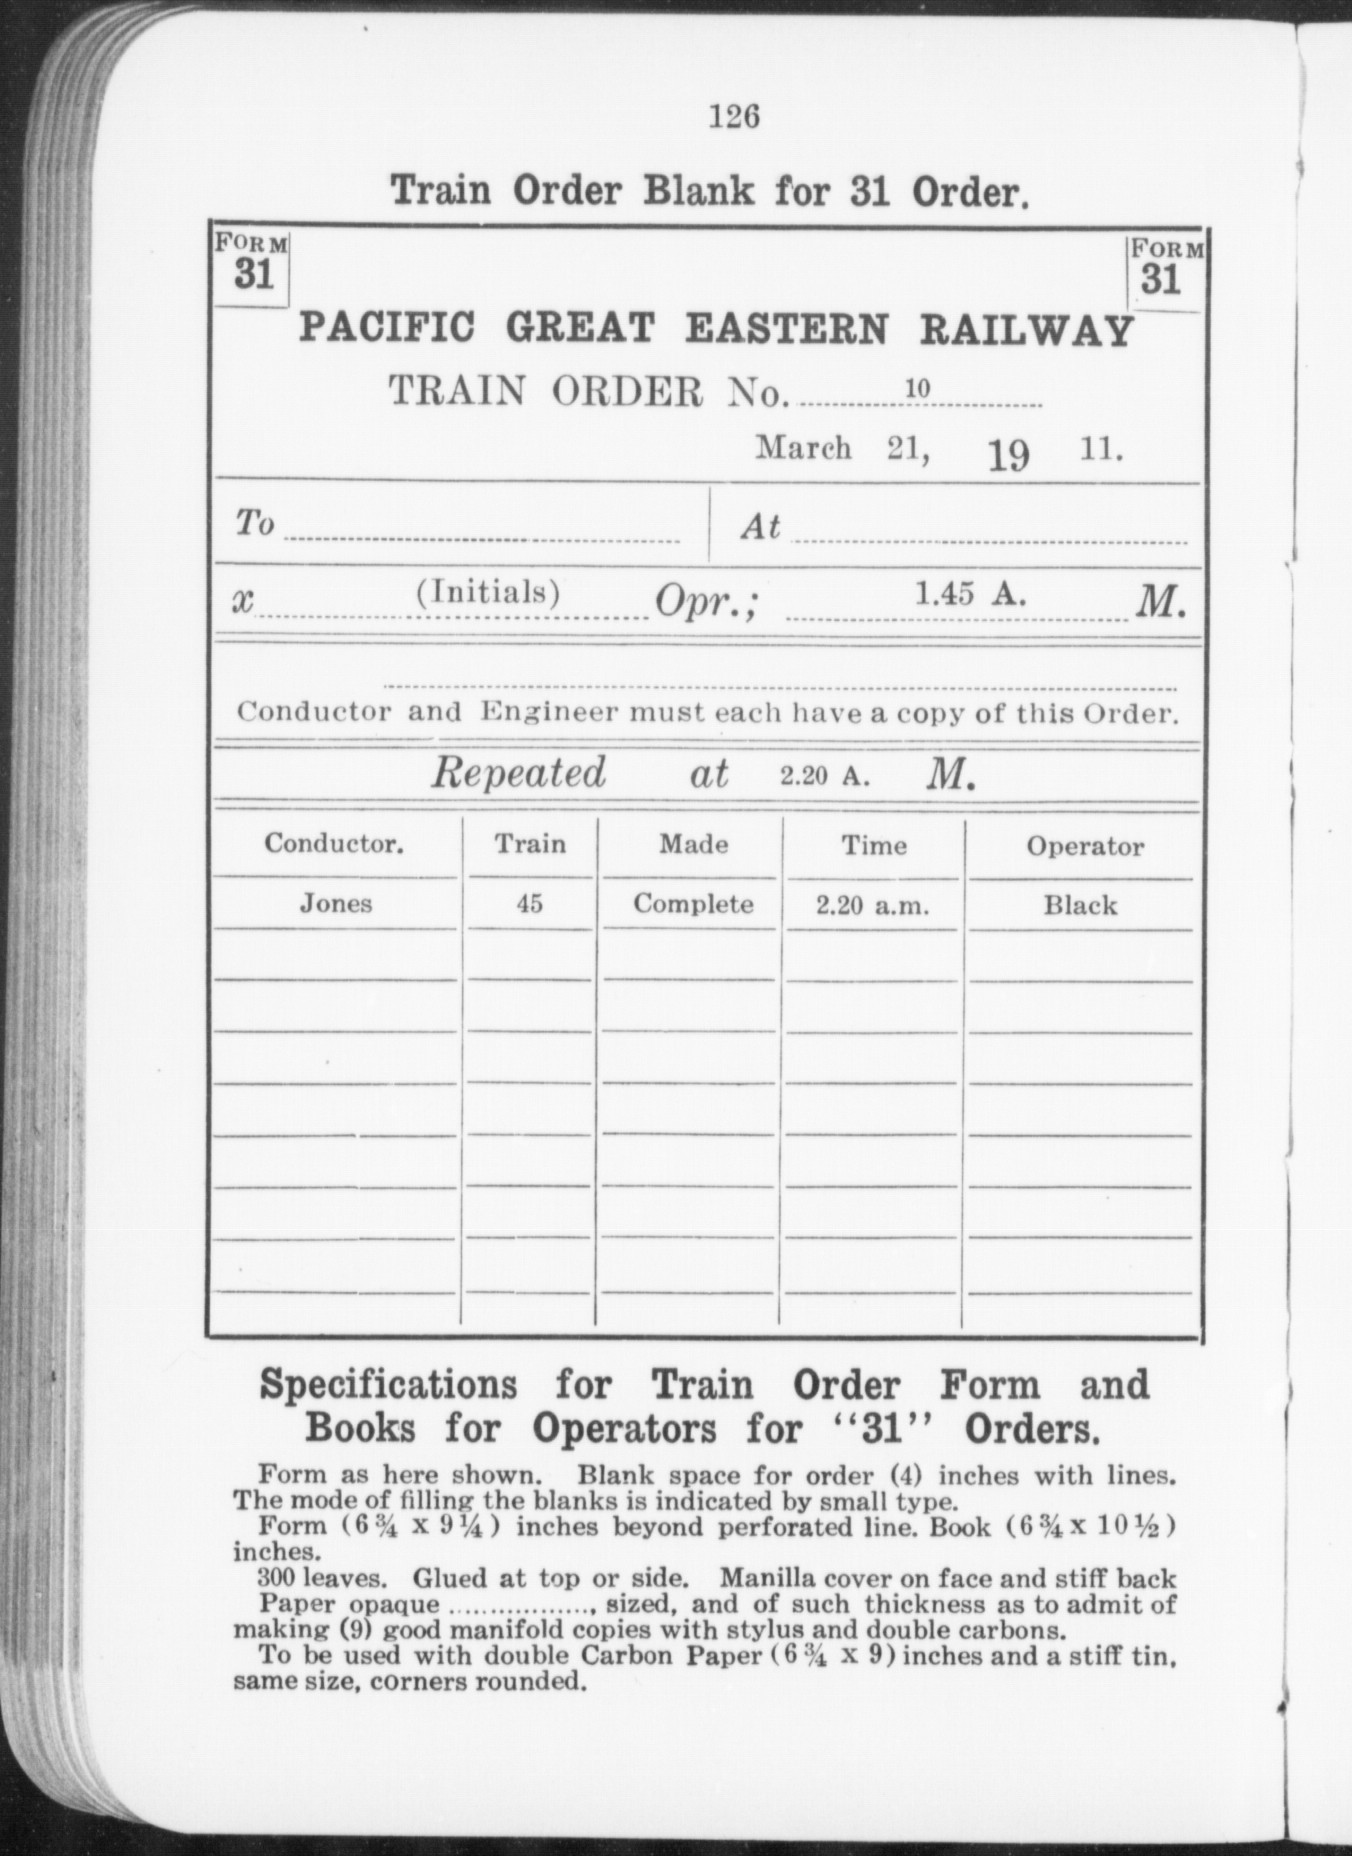 126
Train Order Blank for 31 Order.
FORM 31
FORM 31
PACIFIC GREAT EASTERN RAILWAY
TRAIN ORDER No. 10
March 21, 19 11.
To At
x (Initials) Opr.; 1.45 A. M.
Conductor and Engineer must each have a copy of this Order.
Repeated at 2.20 A. M.
Conductor. Train Made Time Operator
Jones 45 Complete 2.20 a.m. Black
Specifications for Train Order Form and
Books for Operators for "31" Orders.
Form as here shown. Blank space for order (4) inches with lines.
The mode of filling the blanks is indicated by small type.
Form (6¾ x 9¼) inches beyond perforated line. Book (6¾ x 10½)
inches.
300 leaves. Glued at top or side. Manilla cover on face and stiff back
Paper opaque ................, sized, and of such thickness as to admit of
making (9) good manifold copies with stylus and double carbons.
To be used with double Carbon Paper (6¾ x 9) inches and a stiff tin,
same size, corners rounded.